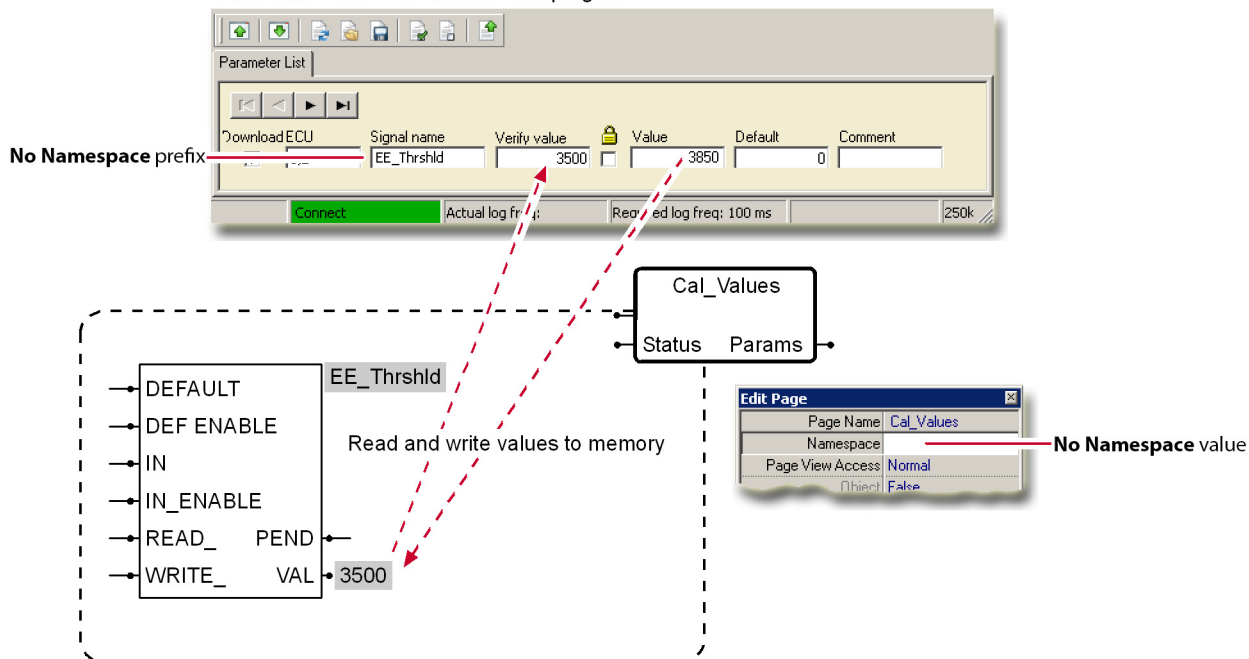 Parameter List
Download ECU Signal name Verify value Value Default Comment
No Namespace prefix
EE_Thrshld 3500 3850 0
Connect Actual log freq: Required log freq: 100 ms 250k
Cal_Values
Status Params
EE_Thrshld
DEFAULT
DEF ENABLE
Read and write values to memory
IN
IN_ENABLE
READ_ PEND
WRITE_ VAL 3500
Edit Page
Page Name Cal_Values
Namespace
No Namespace value
Page View Access Normal
Object False